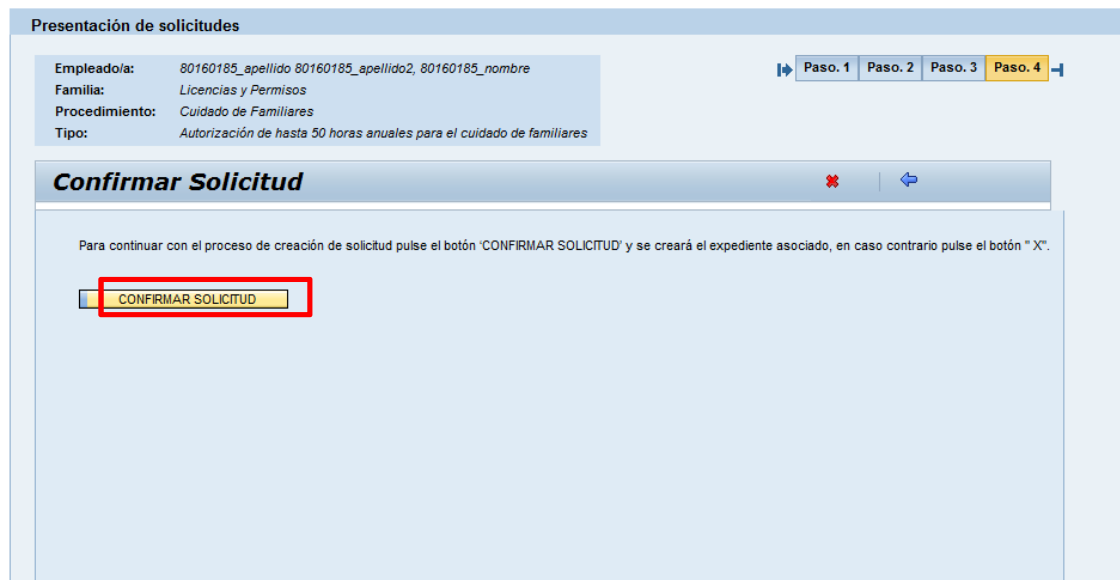 Presentación de solicitudes
Empleado/a: 80160185_apellido 80160185_apellido2, 80160185_nombre
Familia: Licencias y Permisos
Procedimiento: Cuidado de Familiares
Tipo: Autorización de hasta 50 horas anuales para el cuidado de familiares
Paso. 1 Paso. 2 Paso. 3 Paso. 4
Confirmar Solicitud
Para continuar con el proceso de creación de solicitud pulse el botón 'CONFIRMAR SOLICITUD' y se creará el expediente asociado, en caso contrario pulse el botón " X".
CONFIRMAR SOLICITUD